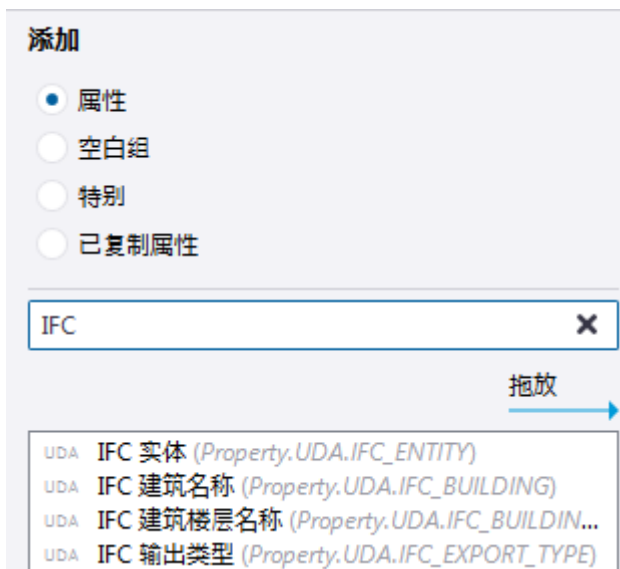 添加
属性
空白组
特别
已复制属性
IFC
拖放
UDA IFC 实体 (Property.UDA.IFC_ENTITY)
UDA IFC 建筑名称 (Property.UDA.IFC_BUILDING)
UDA IFC 建筑楼层名称 (Property.UDA.IFC_BUILDIN...
UDA IFC 输出类型 (Property.UDA.IFC_EXPORT_TYPE)